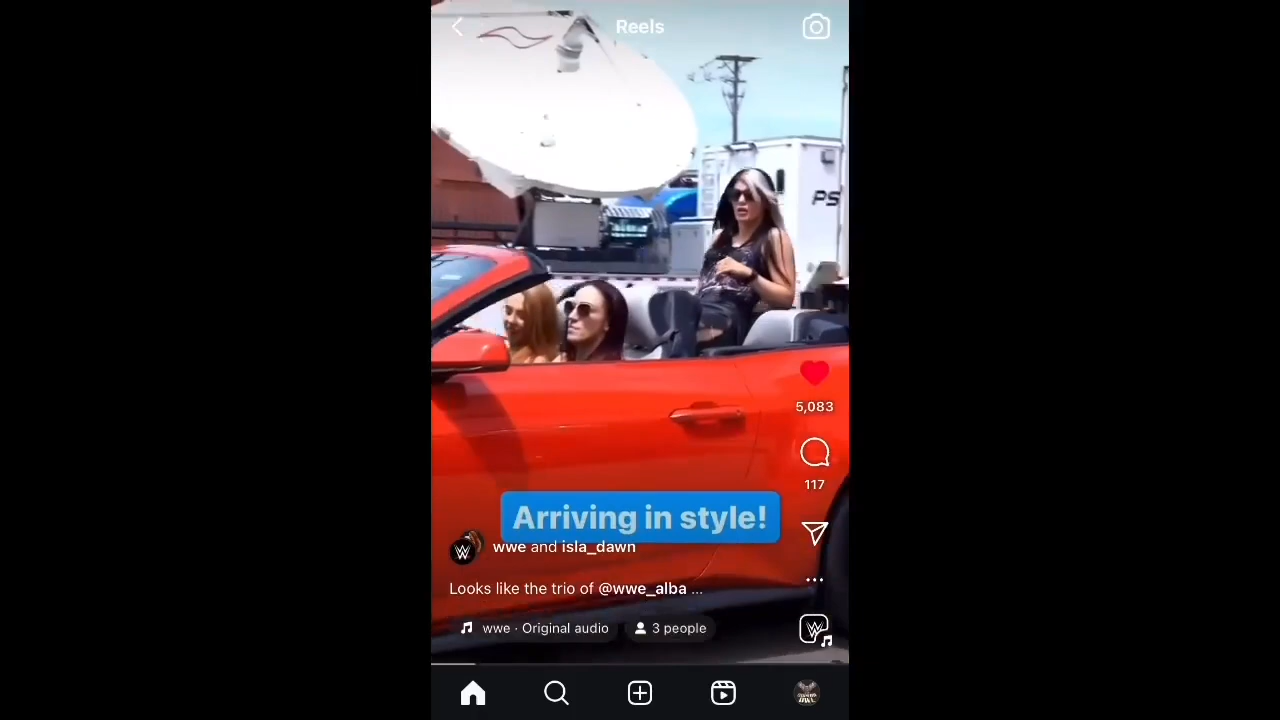 Reels
PS
5,083
117
Arriving in style!
wwe and isla_dawn
Looks like the trio of @wwe_alba ...
wwe · Original audio
3 people